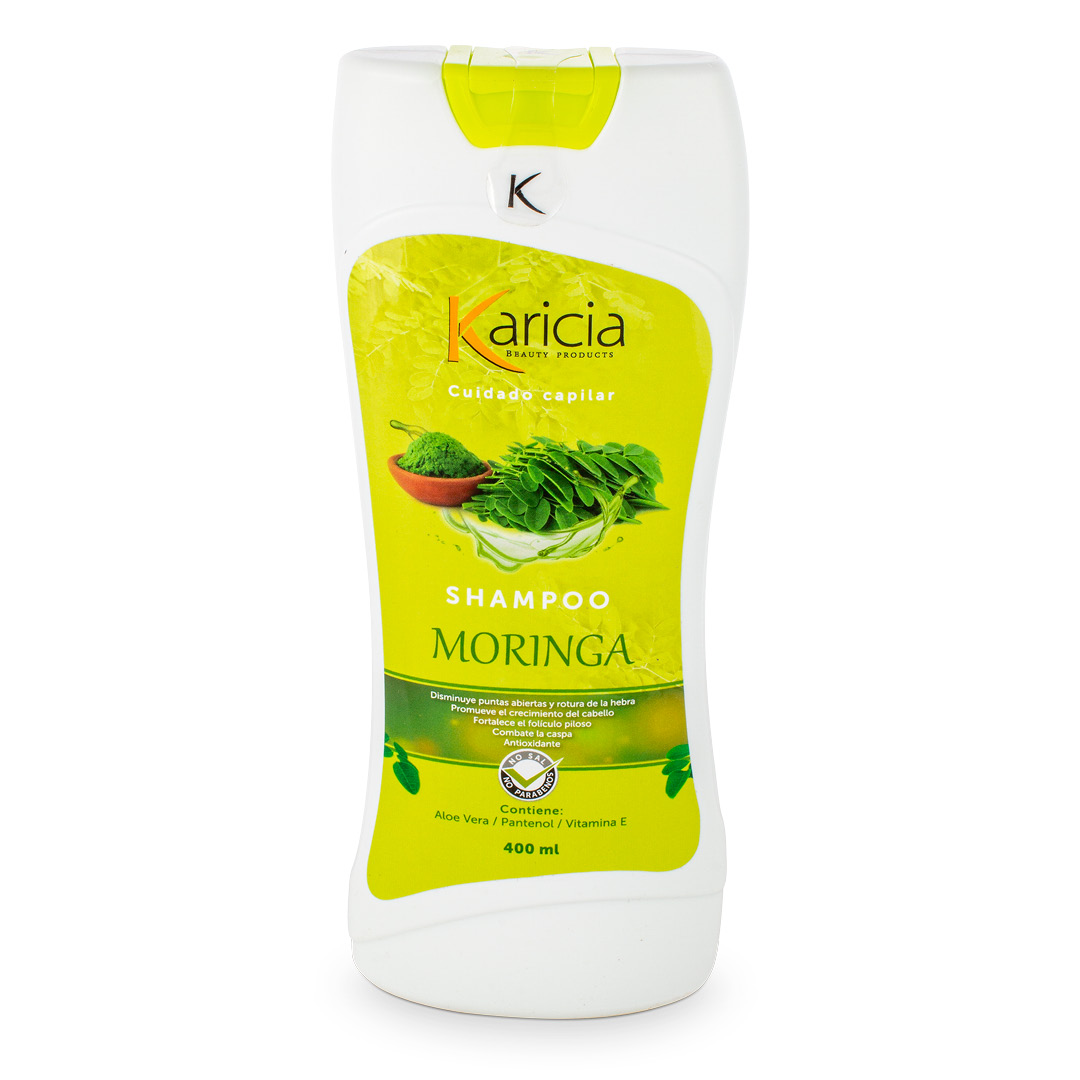 K
Karicia
BEAUTY PRODUCTS
Cuidado capilar
SHAMPOO
MORINGA
Disminuye puntas abiertas y rotura de la hebra
Promueve el crecimiento del cabello
Fortalece el folículo piloso
Combate la caspa
Antioxidante
NO SAL
NO PARABENOS
Contiene:
Aloe Vera / Pantenol / Vitamina E
400 ml